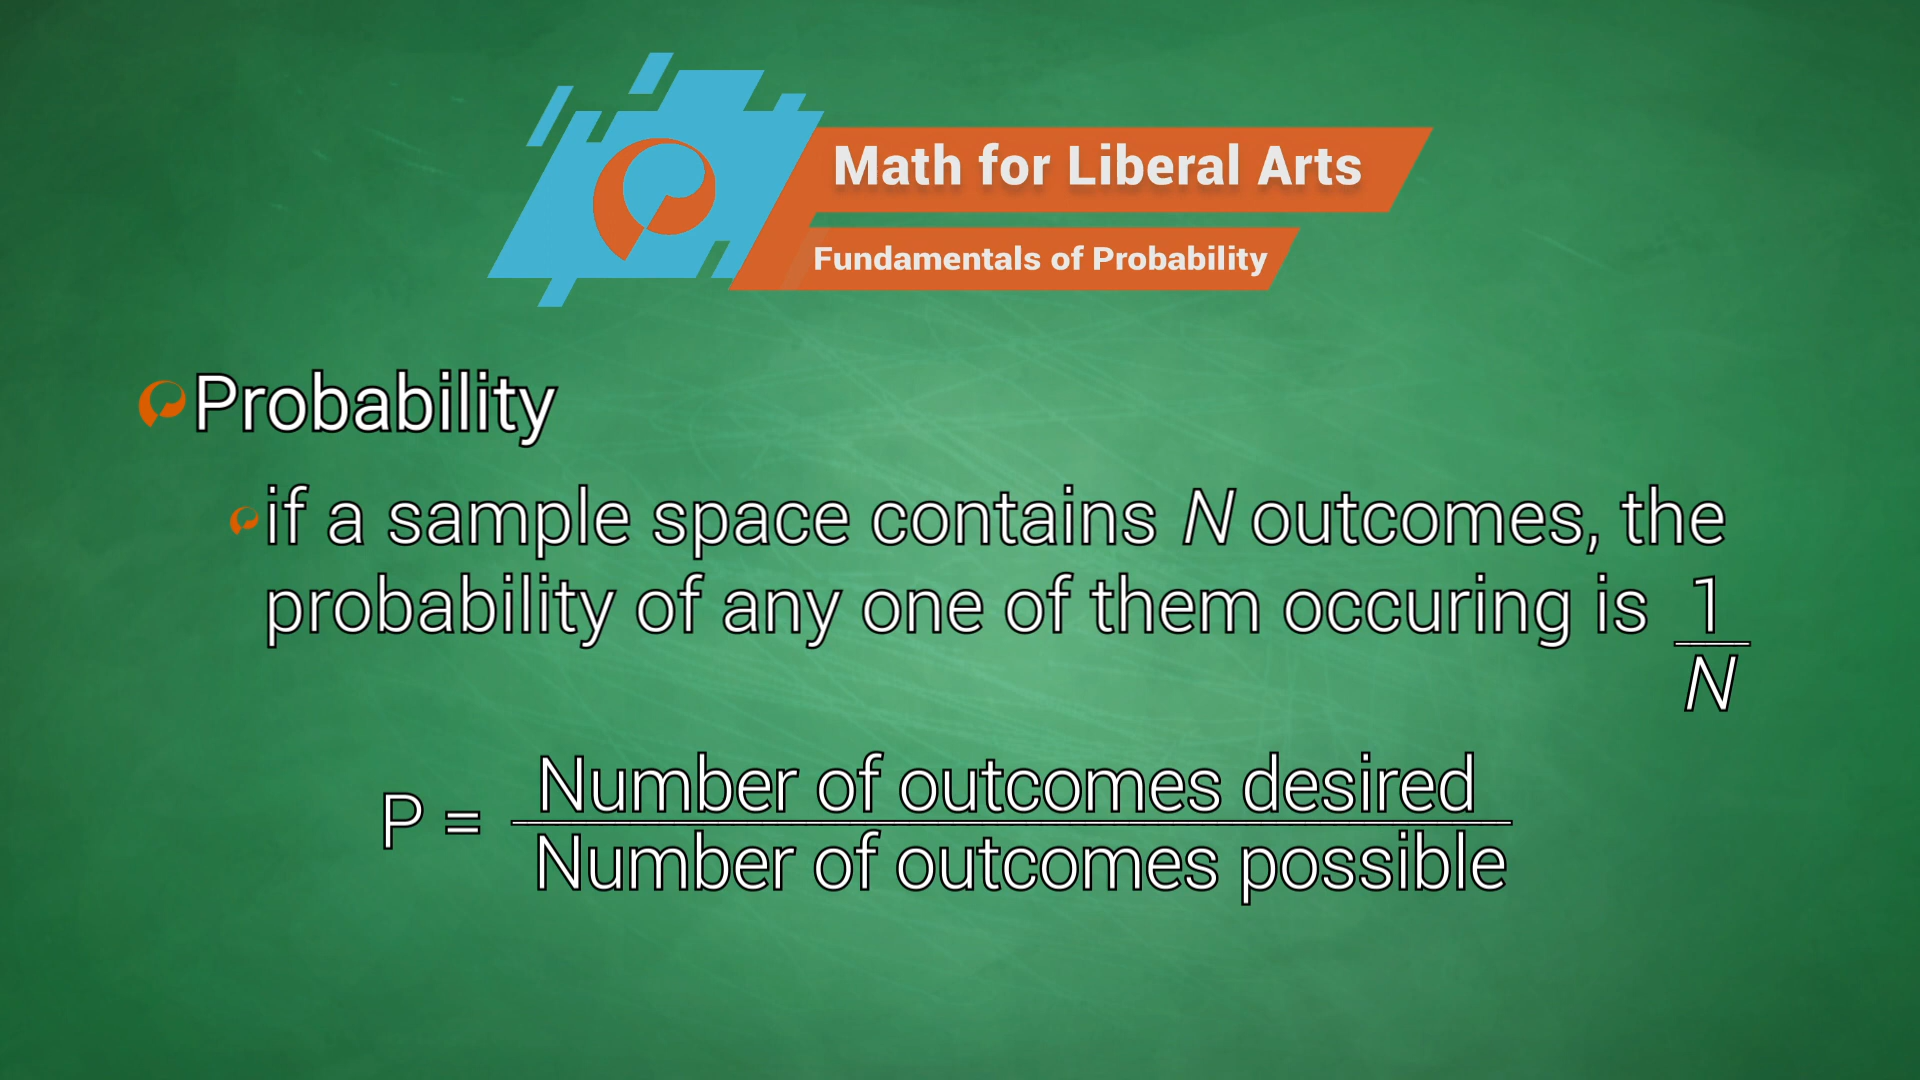 Math for Liberal Arts
Fundamentals of Probability
Probability
if a sample space contains N outcomes, the
probability of any one of them occuring is 1/N
P = Number of outcomes desired
Number of outcomes possible